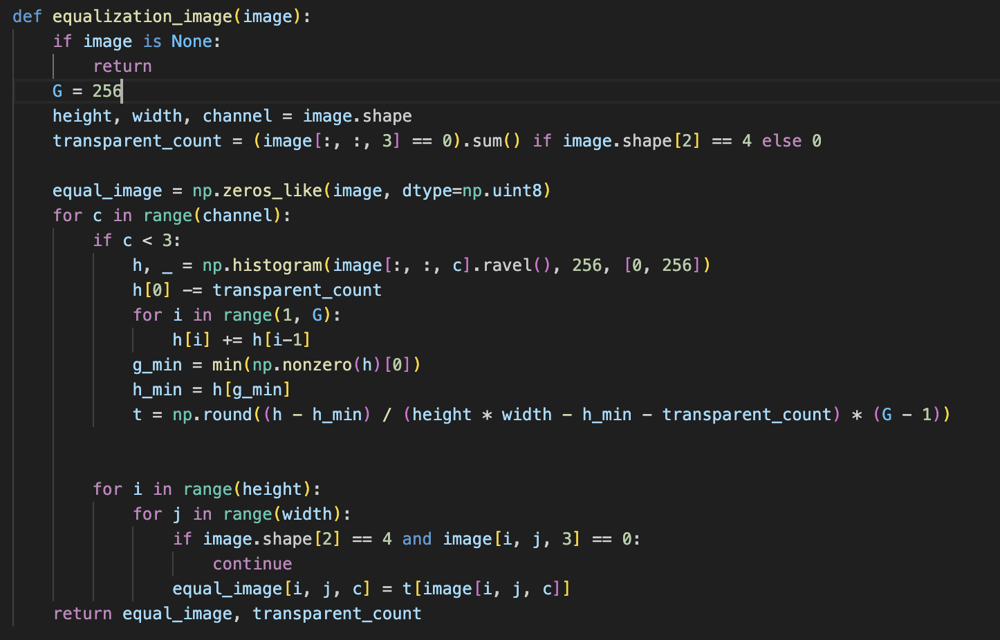 def equalization_image(image):
    if image is None:
        return
    G = 256
    height, width, channel = image.shape
    transparent_count = (image[:, :, 3] == 0).sum() if image.shape[2] == 4 else 0

    equal_image = np.zeros_like(image, dtype=np.uint8)
    for c in range(channel):
        if c < 3:
            h, _ = np.histogram(image[:, :, c].ravel(), 256, [0, 256])
            h[0] -= transparent_count
            for i in range(1, G):
                h[i] += h[i-1]
            g_min = min(np.nonzero(h)[0])
            h_min = h[g_min]
            t = np.round((h - h_min) / (height * width - h_min - transparent_count) * (G - 1))


        for i in range(height):
            for j in range(width):
                if image.shape[2] == 4 and image[i, j, 3] == 0:
                    continue
                equal_image[i, j, c] = t[image[i, j, c]]
    return equal_image, transparent_count